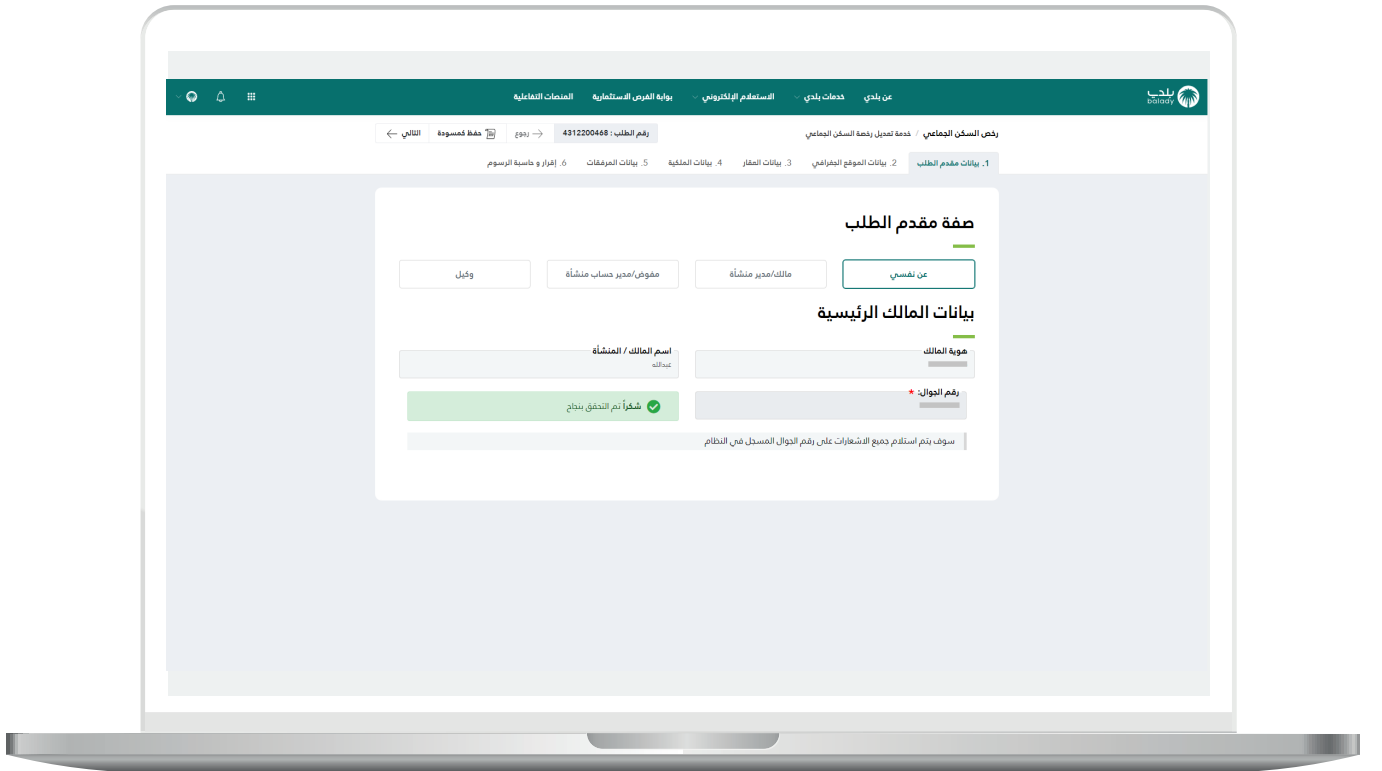 بلدي
balady
عن بلدي خدمات بلدي الاستعلام الإلكتروني بوابة الفرص الاستثمارية المنصات التفاعلية
رخص السكن الجماعي / خدمة تعديل رخصة السكن الجماعي رقم الطلب : 4312200468 رجوع حفظ كمسودة التالي
1. بيانات مقدم الطلب 2. بيانات الموقع الجغرافي 3. بيانات العقار 4. بيانات الملكية 5. بيانات المرفقات 6. إقرار و حاسبة الرسوم
صفة مقدم الطلب
عن نفسي مالك/مدير منشأة مفوض/مدير حساب منشأة وكيل
بيانات المالك الرئيسية
هوية المالك اسم المالك / المنشأة
عبدالله
رقم الجوال: *
شكراً تم التحقق بنجاح
سوف يتم استلام جميع الاشعارات على رقم الجوال المسجل في النظام